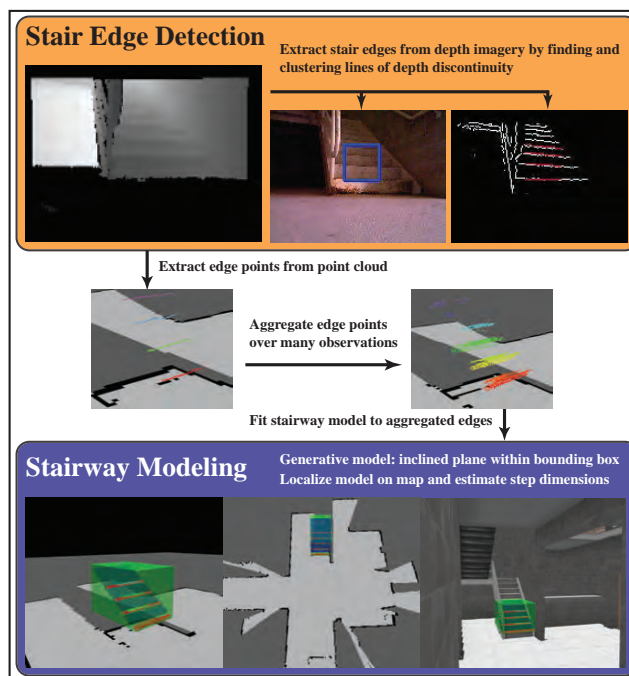 Stair Edge Detection
Extract stair edges from depth imagery by finding and
clustering lines of depth discontinuity
Extract edge points from point cloud
Aggregate edge points
over many observations
Fit stairway model to aggregated edges
Stairway Modeling
Generative model: inclined plane within bounding box
Localize model on map and estimate step dimensions